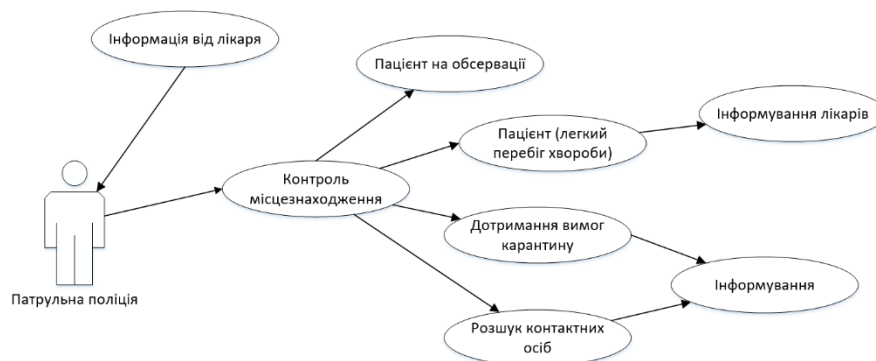 Інформація від лікаря
Пацієнт на обсервації
Пацієнт (легкий
перебіг хвороби)
Інформування лікарів
Контроль
місцезнаходження
Дотримання вимог
карантину
Інформування
Патрульна поліція
Розшук контактних
осіб